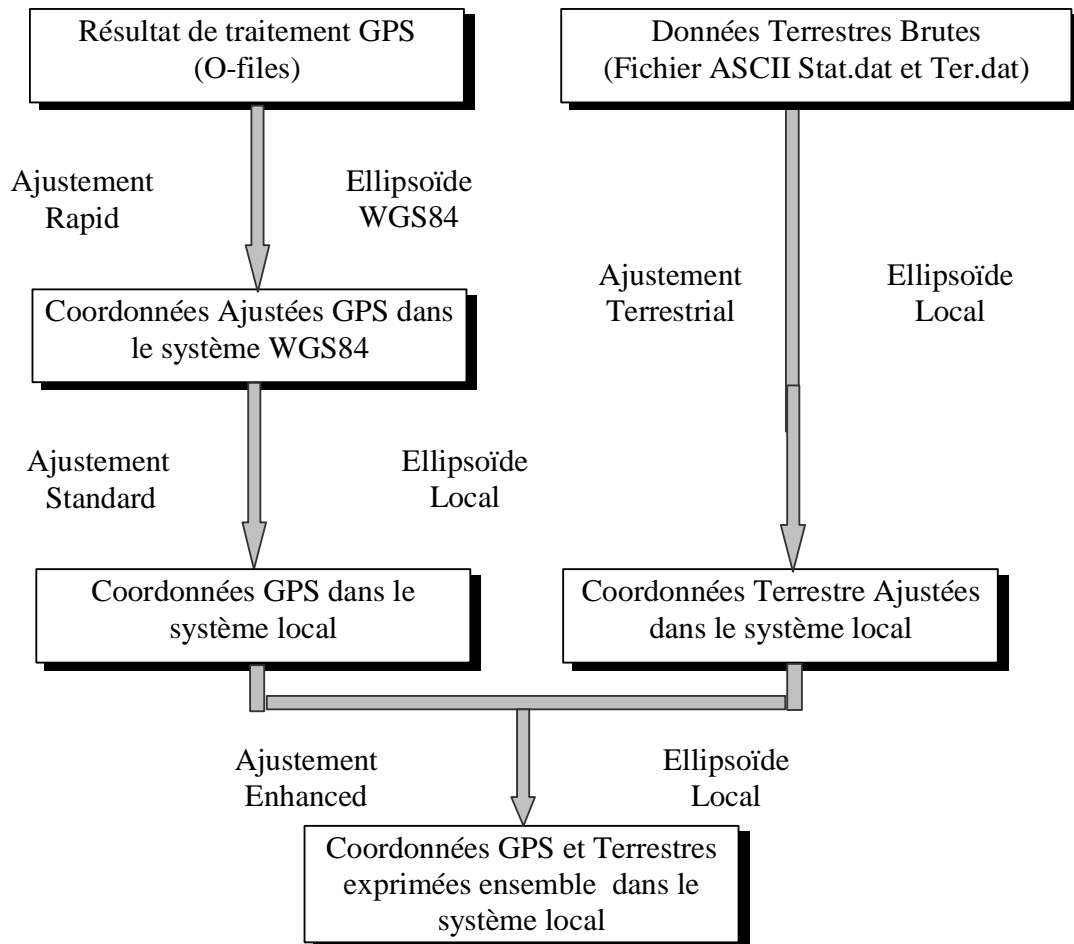 Résultat de traitement GPS
(O-files)
Données Terrestres Brutes
(Fichier ASCII Stat.dat et Ter.dat)
Ajustement
Rapid
Ellipsoïde
WGS84
Ajustement
Terrestrial
Ellipsoïde
Local
Coordonnées Ajustées GPS dans
le système WGS84
Ajustement
Standard
Ellipsoïde
Local
Coordonnées GPS dans le
système local
Coordonnées Terrestre Ajustées
dans le système local
Ajustement
Enhanced
Ellipsoïde
Local
Coordonnées GPS et Terrestres
exprimées ensemble dans le
système local